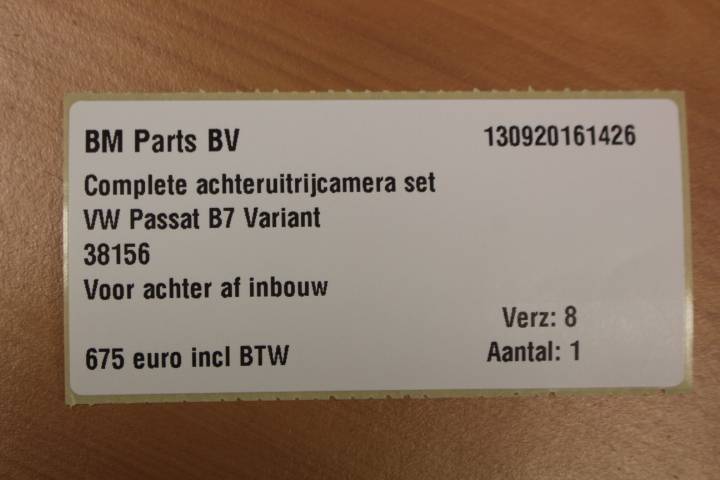 BM Parts BV 130920161426
Complete achteruitrijcamera set
VW Passat B7 Variant
38156
Voor achter af inbouw
Verz: 8
675 euro incl BTW Aantal: 1